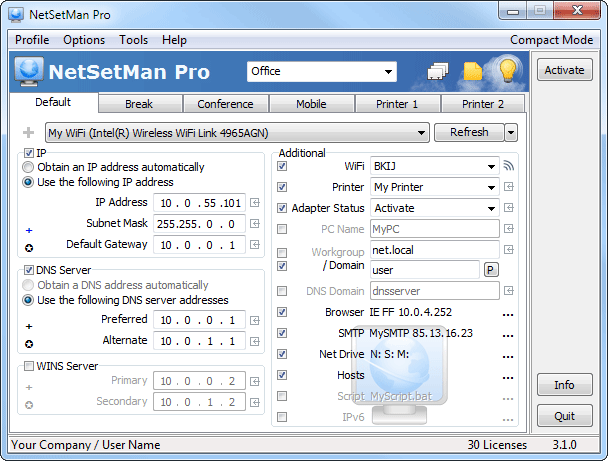 NetSetMan Pro
Profile Options Tools Help Compact Mode
NetSetMan Pro Office Activate
Default Break Conference Mobile Printer 1 Printer 2
My WiFi (Intel(R) Wireless WiFi Link 4965AGN) Refresh
IP
Obtain an IP address automatically
Use the following IP address
IP Address 10 . 0 . 55 .101
Subnet Mask 255.255. 0 . 0
Default Gateway 10 . 0 . 0 . 1
DNS Server
Obtain a DNS address automatically
Use the following DNS server addresses
Preferred 10 . 0 . 0 . 1
Alternate 10 . 0 . 1 . 1
WINS Server
Primary 10 . 0 . 0 . 2
Secondary 10 . 0 . 1 . 2
Additional
WiFi BKIJ
Printer My Printer
Adapter Status Activate
PC Name MyPC
Workgroup net.local
/ Domain user P
DNS Domain dnsserver
Browser IE FF 10.0.4.252 ...
SMTP MySMTP 85.13.16.23 ...
Net Drive N: S: M: ...
Hosts ...
Script MyScript.bat ...
IPv6
Info
Quit
Your Company / User Name 30 Licenses 3.1.0